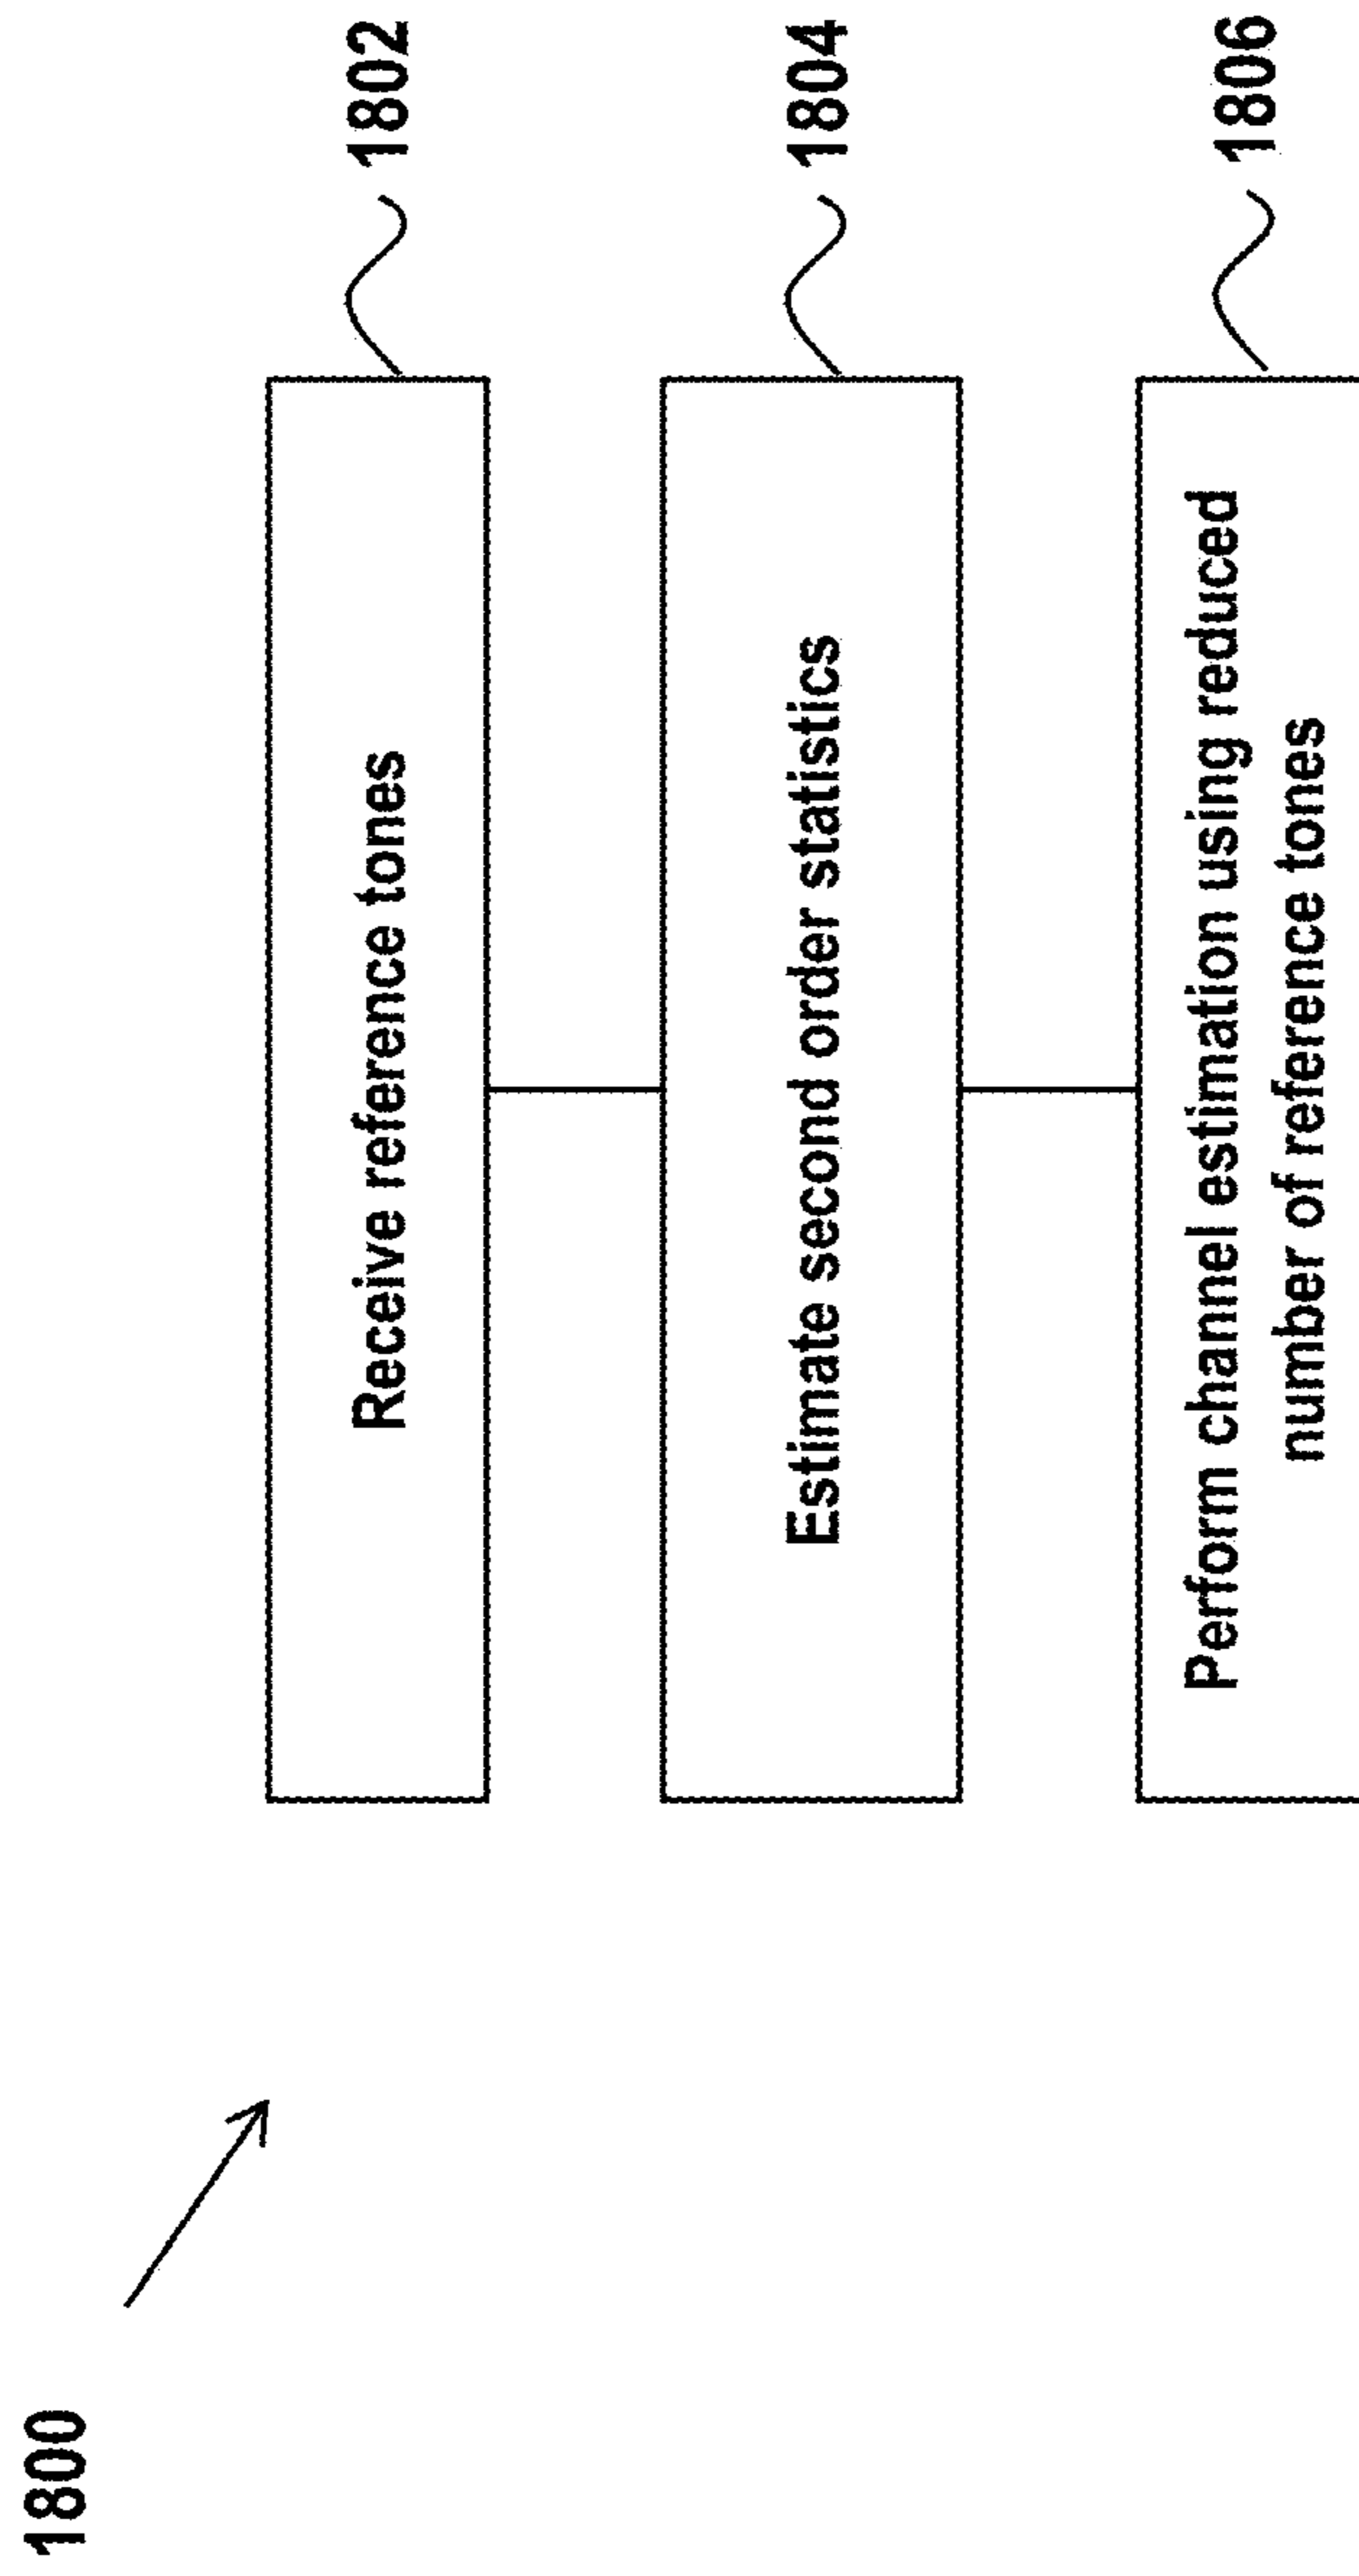 1800
Receive reference tones
1802
Estimate second order statistics
1804
Perform channel estimation using reduced
number of reference tones
1806